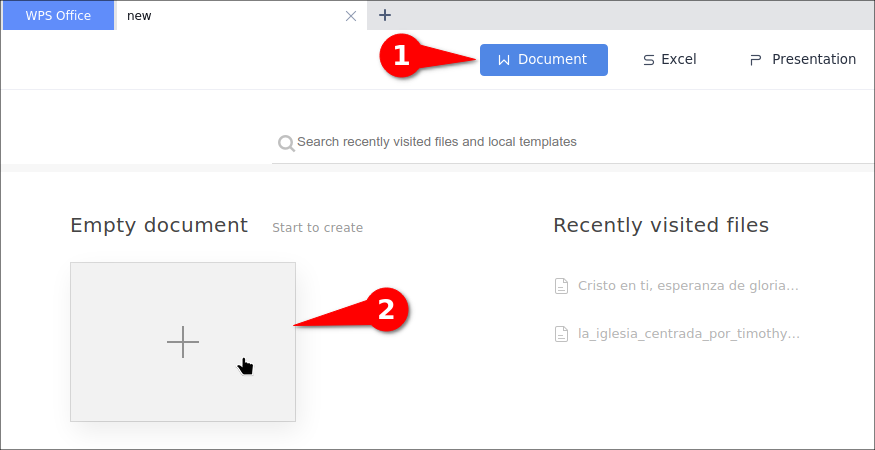 WPS Office
new
1
Document
Excel
Presentation
Search recently visited files and local templates
Empty document
Start to create
Recently visited files
2
Cristo en ti, esperanza de gloria...
la_iglesia_centrada_por_timothy...